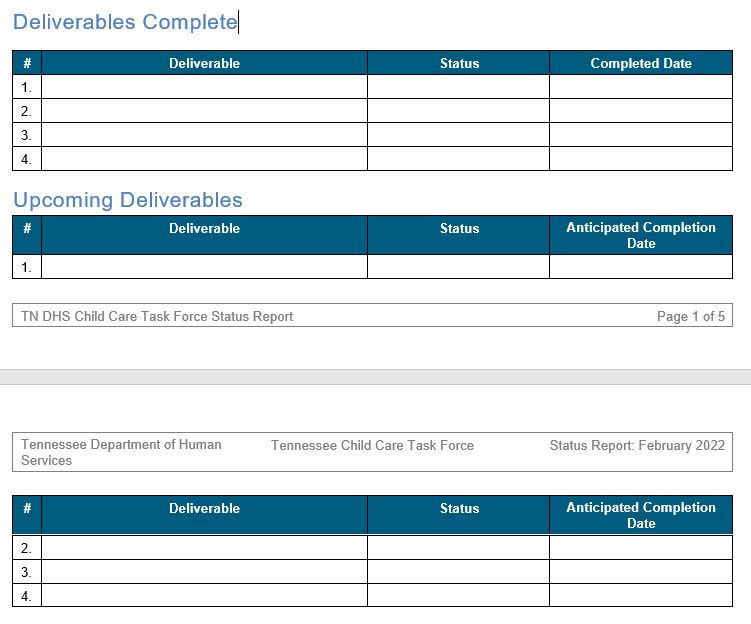 Deliverables Complete
# Deliverable Status Completed Date
1.
2.
3.
4.
Upcoming Deliverables
# Deliverable Status Anticipated Completion
Date
1.
TN DHS Child Care Task Force Status Report Page 1 of 5
Tennessee Department of Human Tennessee Child Care Task Force Status Report: February 2022
Services
# Deliverable Status Anticipated Completion
Date
2.
3.
4.